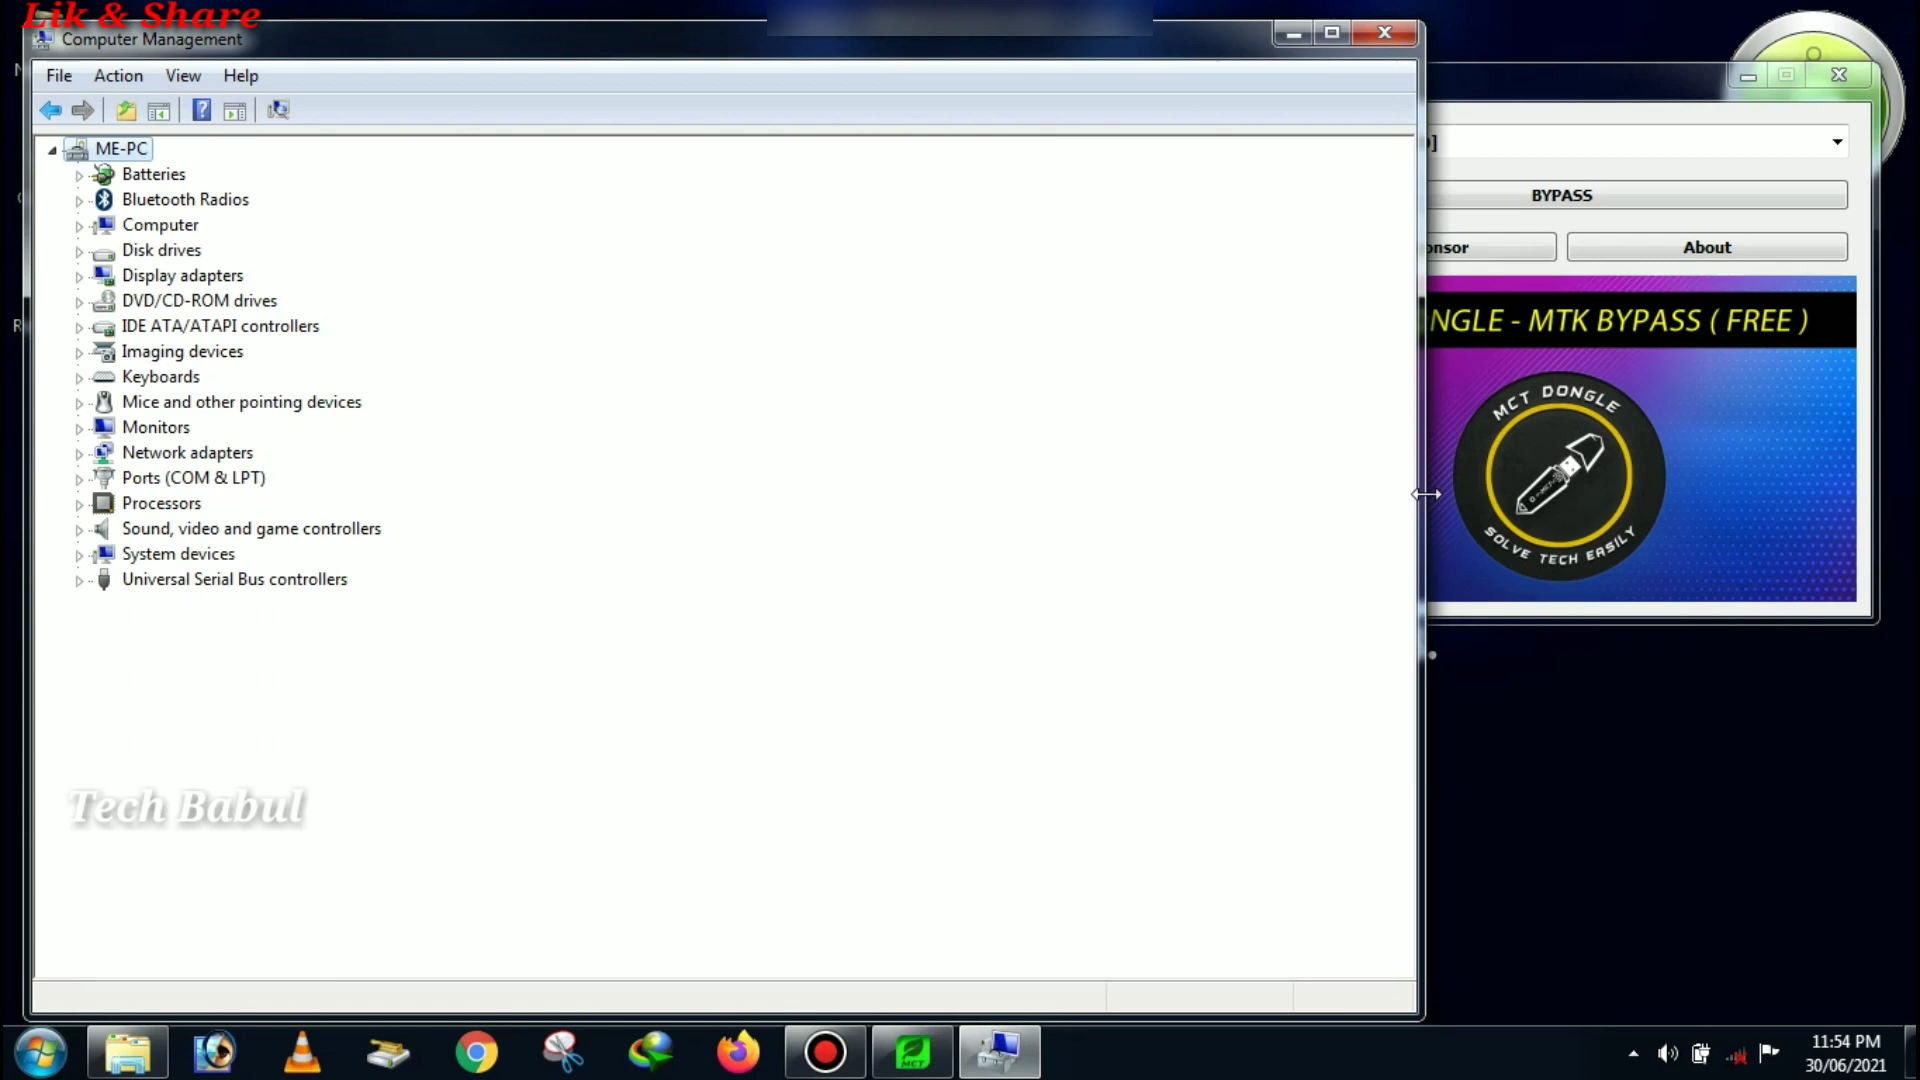 Lik & Share
Computer Management
File Action View Help
ME-PC
Batteries
Bluetooth Radios
Computer
Disk drives
Display adapters
DVD/CD-ROM drives
IDE ATA/ATAPI controllers
Imaging devices
Keyboards
Mice and other pointing devices
Monitors
Network adapters
Ports (COM & LPT)
Processors
Sound, video and game controllers
System devices
Universal Serial Bus controllers
Tech Babul
BYPASS
onsor About
NGLE - MTK BYPASS ( FREE )
MCT DONGLE
SOLVE TECH EASILY
MCT
11:54 PM
30/06/2021